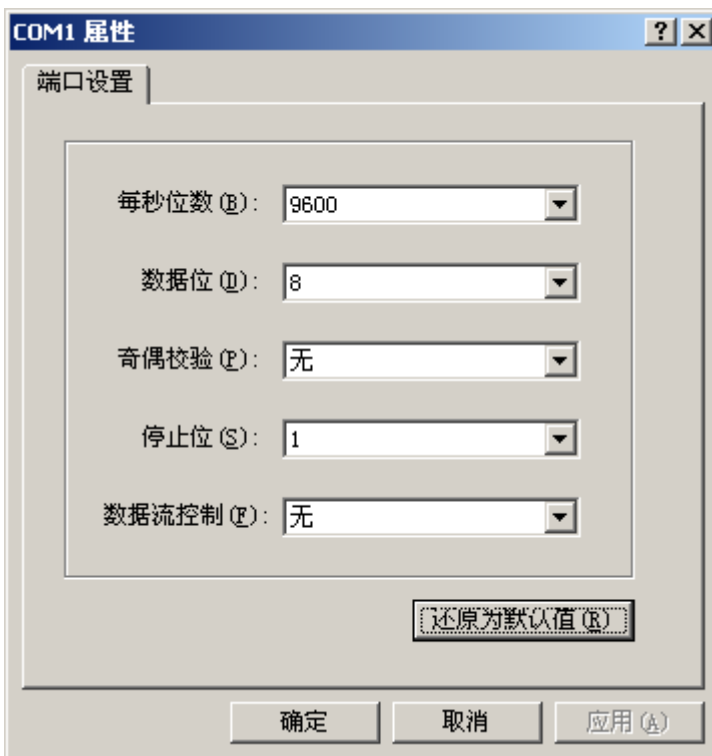 COM1 属性
端口设置
每秒位数(B): 9600
数据位(D): 8
奇偶校验(P): 无
停止位(S): 1
数据流控制(F): 无
还原为默认值(R)
确定 取消 应用(A)